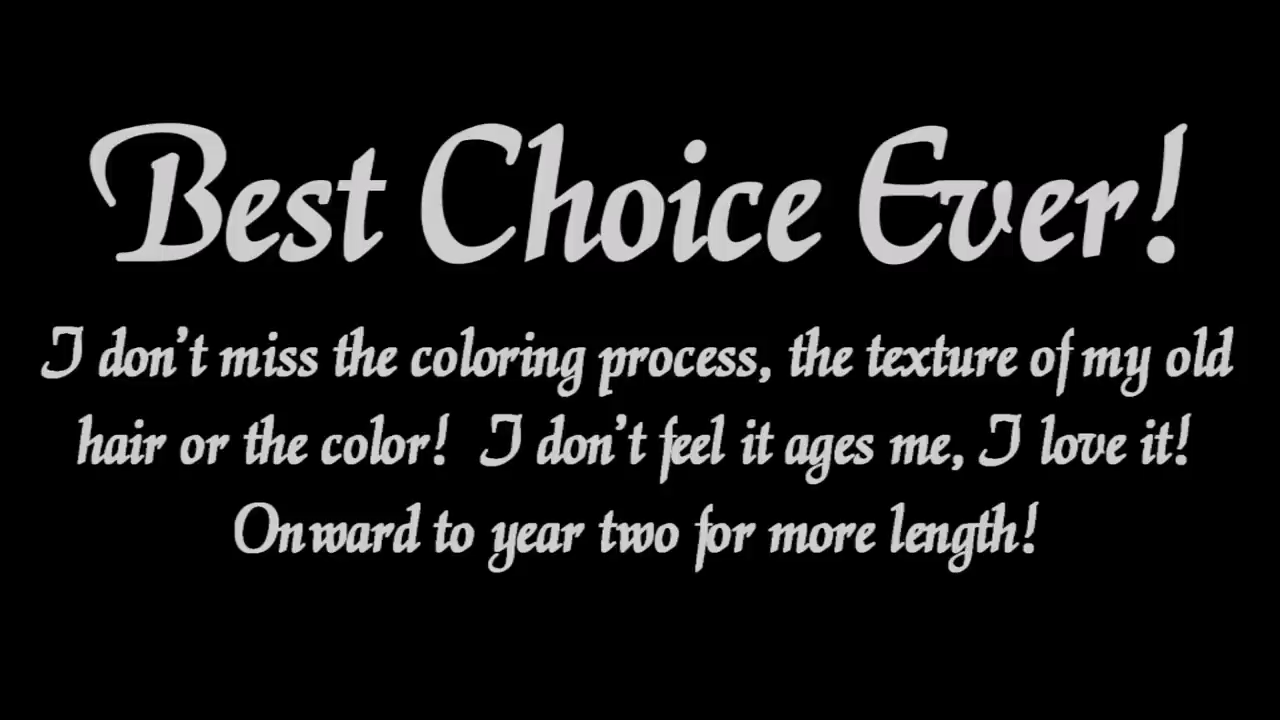 Best Choice Ever!
I don't miss the coloring process, the texture of my old
hair or the color!  I don't feel it ages me, I love it!
Onward to year two for more length!